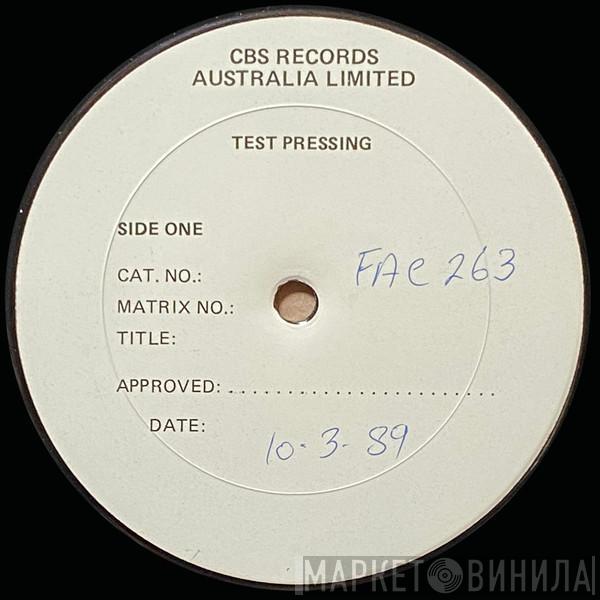 CBS RECORDS
AUSTRALIA LIMITED
TEST PRESSING
SIDE ONE
CAT. NO.: FAC 263
MATRIX NO.:
TITLE:
APPROVED: .......................
DATE: 10-3-89
МАРКЕТ ВИНИЛА